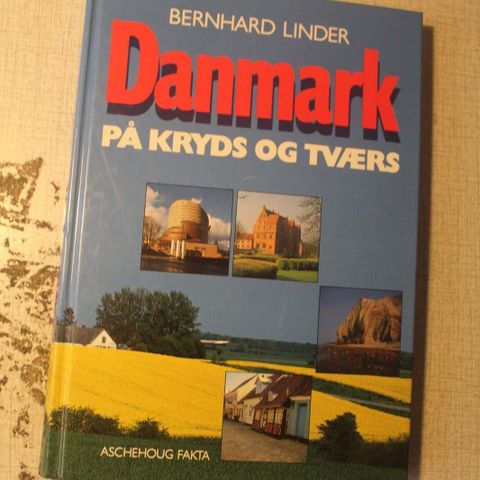 BERNHARD LINDER
Danmark
PÅ KRYDS OG TVÆRS
ASCHEHOUG FAKTA